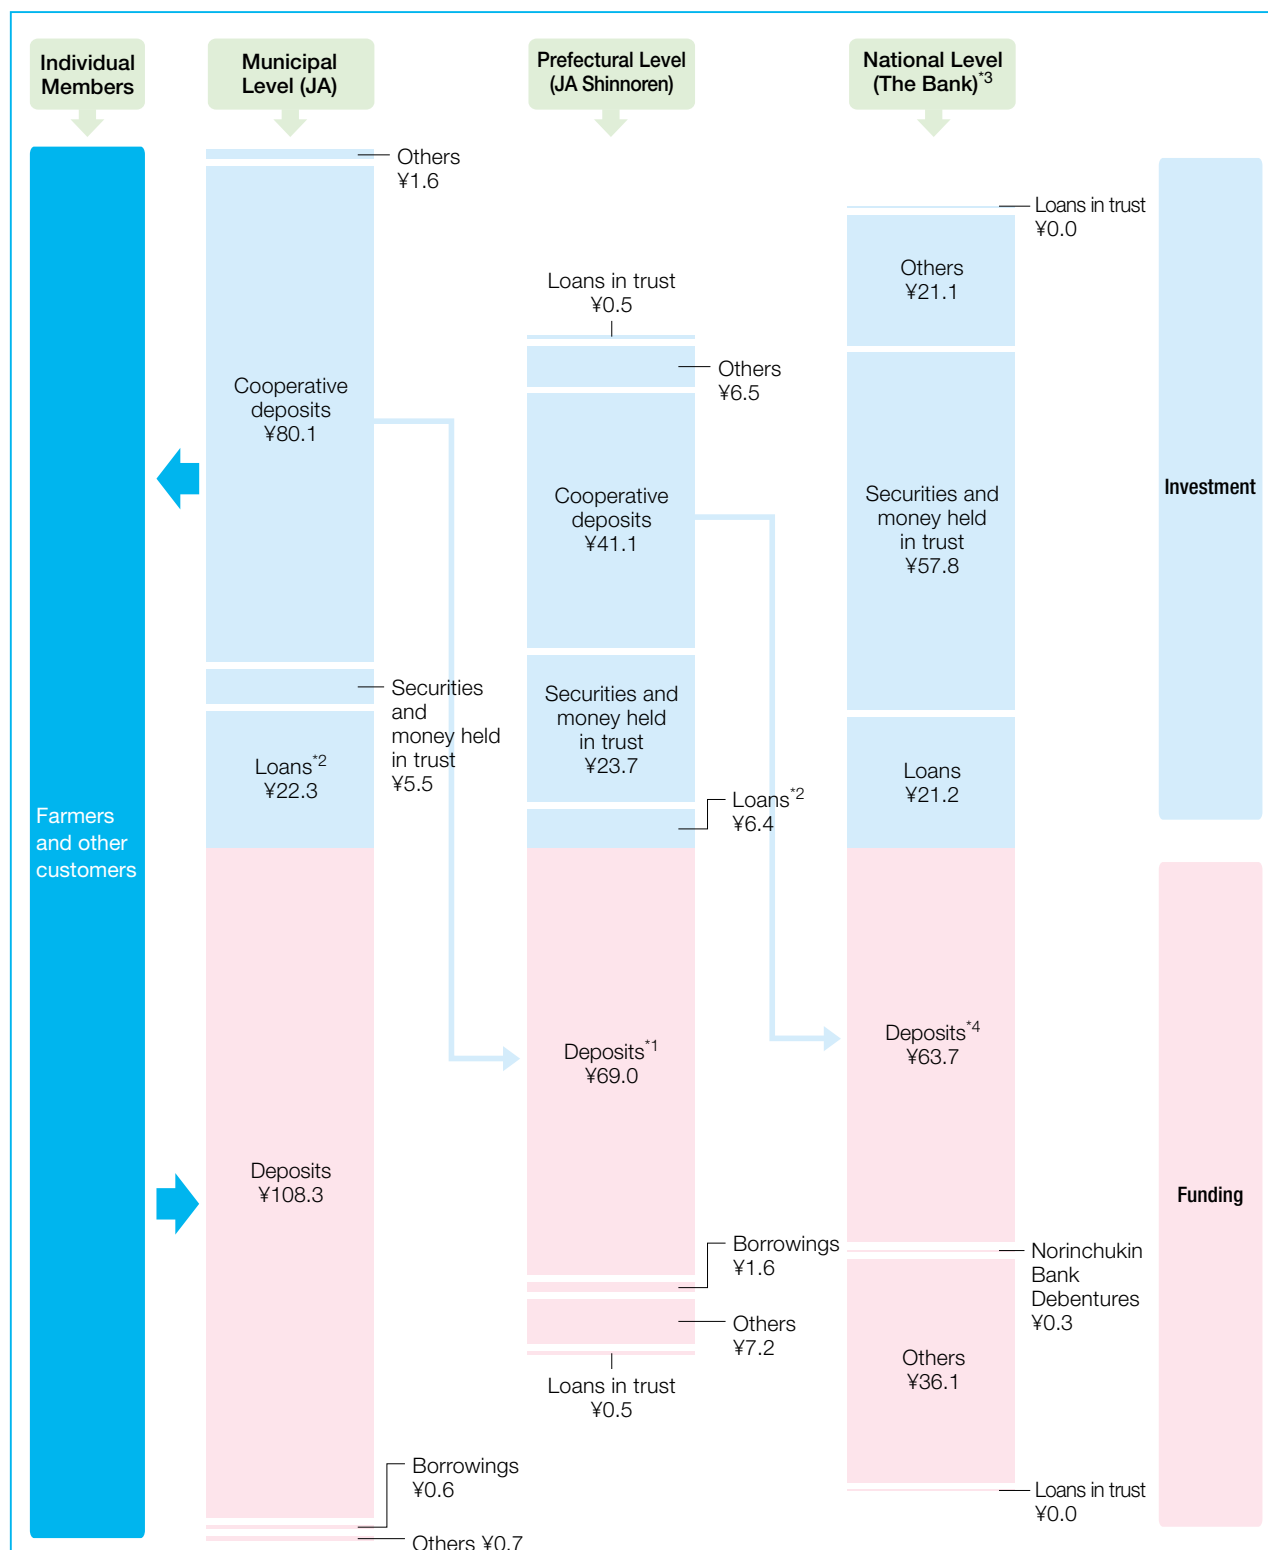 Individual
Members
Municipal
Level (JA)
Prefectural Level
(JA Shinnoren)
National Level
(The Bank)*3
Farmers
and other
customers
Others
¥1.6
Cooperative
deposits
¥80.1
Securities
and
money held
in trust
¥5.5
Loans*2
¥22.3
Deposits
¥108.3
Borrowings
¥0.6
Others ¥0.7
Loans in trust
¥0.5
Others
¥6.5
Cooperative
deposits
¥41.1
Securities and
money held
in trust
¥23.7
Loans*2
¥6.4
Deposits*1
¥69.0
Borrowings
¥1.6
Others
¥7.2
Loans in trust
¥0.5
Loans in trust
¥0.0
Others
¥21.1
Securities and
money held
in trust
¥57.8
Loans
¥21.2
Deposits*4
¥63.7
Norinchukin
Bank
Debentures
¥0.3
Others
¥36.1
Loans in trust
¥0.0
Investment
Funding